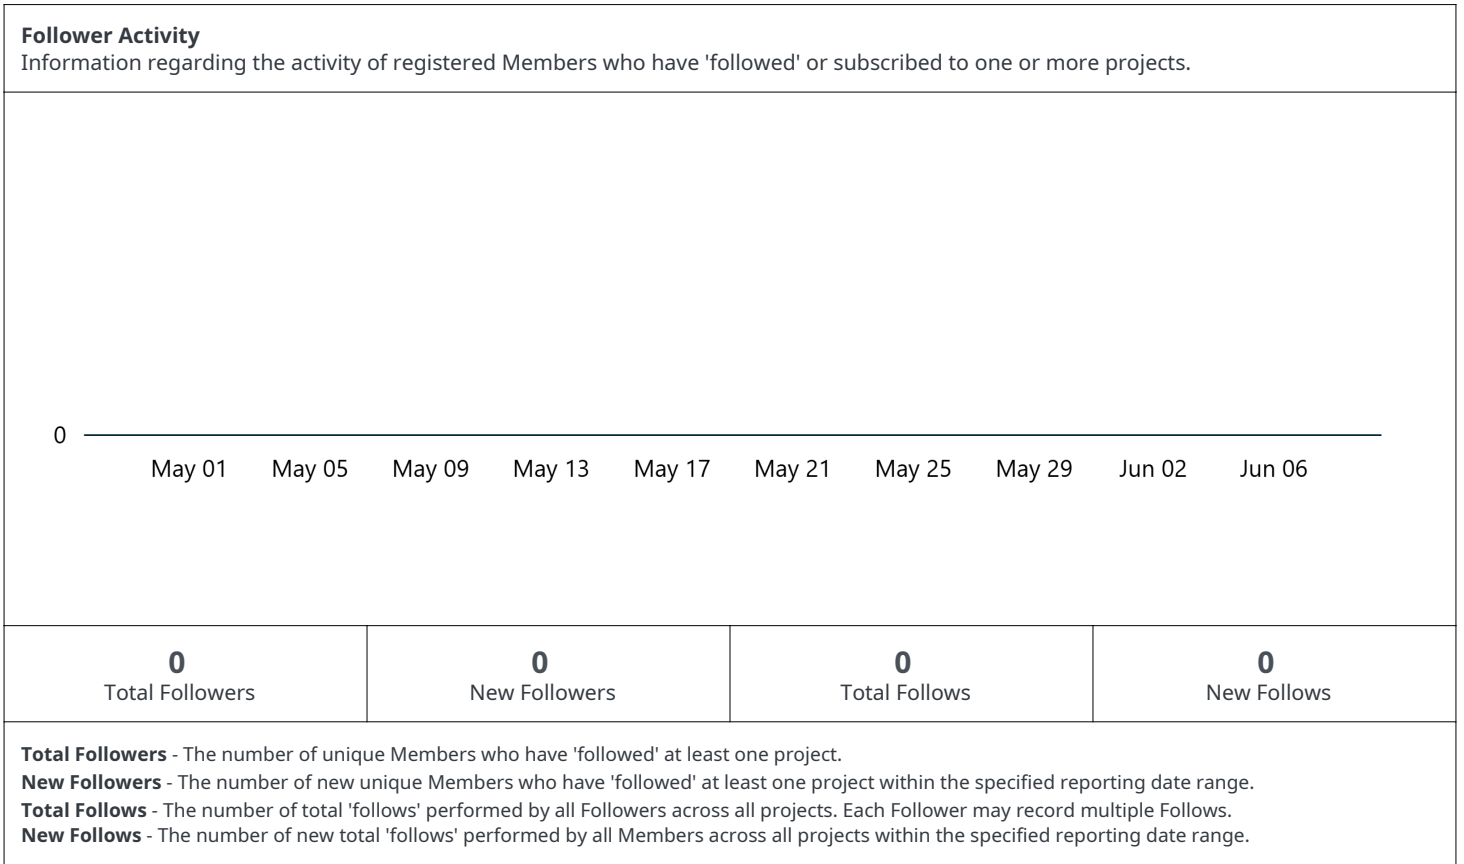 Follower Activity
Information regarding the activity of registered Members who have 'followed' or subscribed to one or more projects.
0
May 01 May 05 May 09 May 13 May 17 May 21 May 25 May 29 Jun 02 Jun 06
0 0 0 0
Total Followers New Followers Total Follows New Follows
Total Followers - The number of unique Members who have 'followed' at least one project.
New Followers - The number of new unique Members who have 'followed' at least one project within the specified reporting date range.
Total Follows - The number of total 'follows' performed by all Followers across all projects. Each Follower may record multiple Follows.
New Follows - The number of new total 'follows' performed by all Members across all projects within the specified reporting date range.